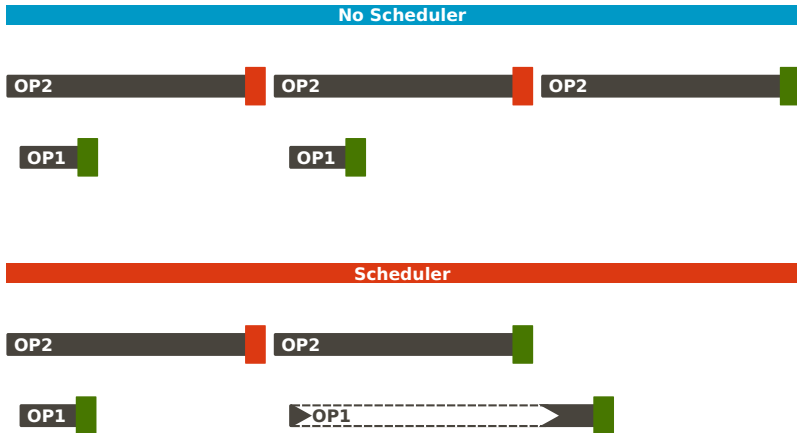 No Scheduler
OP2 OP2 OP2
OP1 OP1
Scheduler
OP2 OP2
OP1 OP1